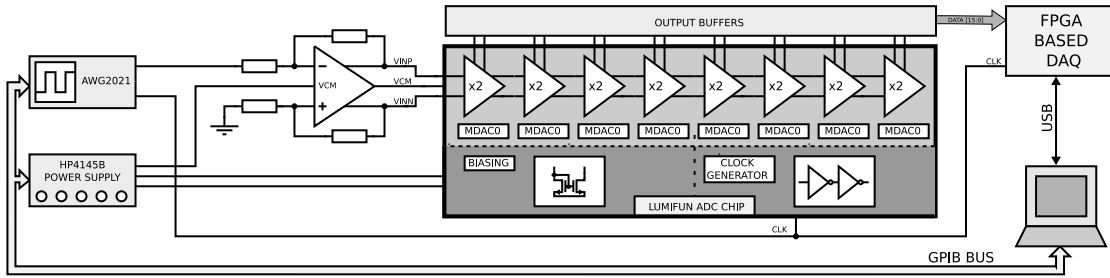 OUTPUT BUFFERS
DATA [15:0]
FPGA
BASED
DAQ
AWG2021
VINP
VCM
VCM
VINN
−
+
x2
x2
x2
x2
x2
x2
x2
x2
CLK
MDAC0
MDAC0
MDAC0
MDAC0
MDAC0
MDAC0
MDAC0
MDAC0
USB
HP4145B
POWER SUPPLY
BIASING
CLOCK
GENERATOR
LUMIFUN ADC CHIP
CLK
GPIB BUS